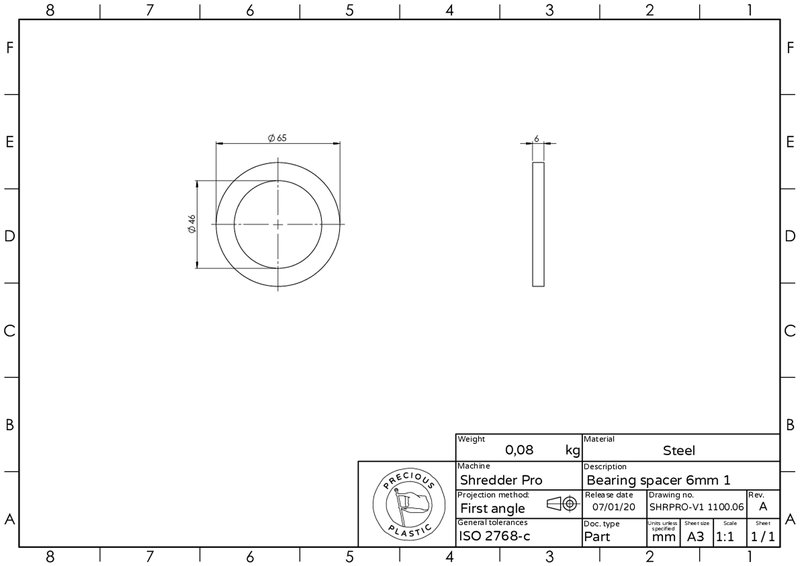 8 7 6 5 4 3 2 1
F F
E E
D D
C C
B B
A A
Ø 65
Ø 46
6
Weight
0,08 kg
Material
Steel
Machine
Shredder Pro
Description
Bearing spacer 6mm 1
Projection method:
First angle
Release date
07/01/20
Drawing no.
SHRPRO-V1 1100.06
Rev.
A
General tolerances
ISO 2768-c
Doc. type
Part
Units unless
specified
mm
Sheet size
A3
Scale
1:1
Sheet
1 / 1
PRECIOUS
PLASTIC
8 7 6 5 4 3 2 1